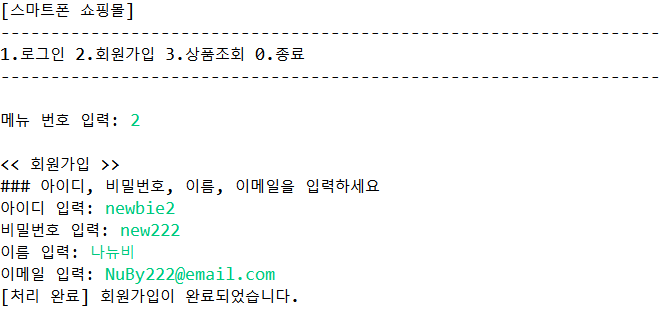 [스마트폰 쇼핑몰]
------------------------------------------------------------------
1.로그인 2.회원가입 3.상품조회 0.종료
------------------------------------------------------------------
메뉴 번호 입력: 2
<< 회원가입 >>
### 아이디, 비밀번호, 이름, 이메일을 입력하세요
아이디 입력: newbie2
비밀번호 입력: new222
이름 입력: 나뉴비
이메일 입력: NuBy222@email.com
[처리 완료] 회원가입이 완료되었습니다.